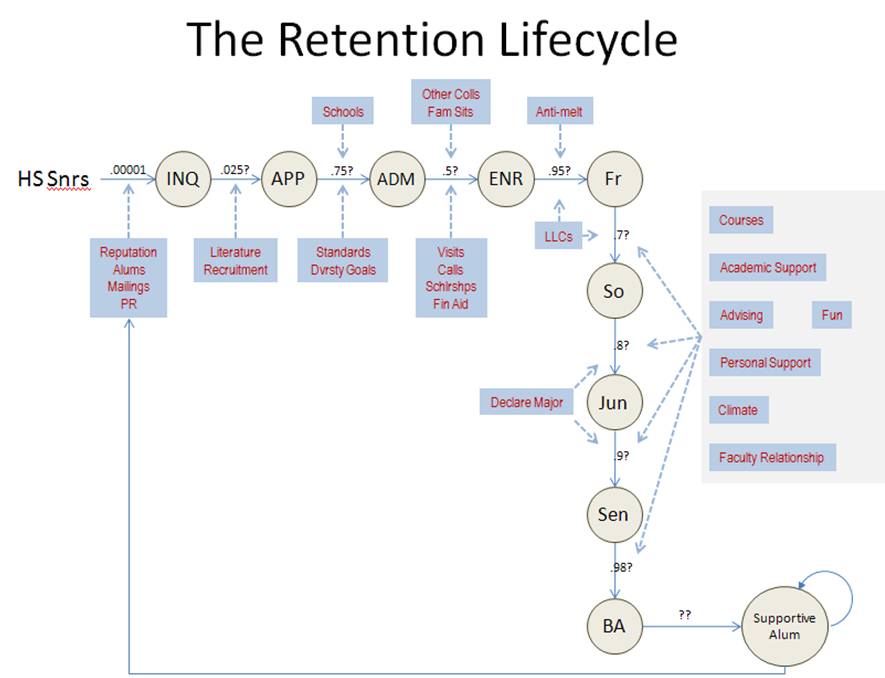 The Retention Lifecycle
Schools
Other Colls
Fam Sits
Anti-melt
HS Snrs
.00001
INQ
.025?
APP
.75?
ADM
.5?
ENR
.95?
Fr
Reputation
Alums
Mailings
PR
Literature
Recruitment
Standards
Dvrsty Goals
Visits
Calls
Schlrshps
Fin Aid
LLCs
.7?
So
.8?
Declare Major
Jun
.9?
Sen
.98?
BA
??
Supportive
Alum
Courses
Academic Support
Advising
Fun
Personal Support
Climate
Faculty Relationship